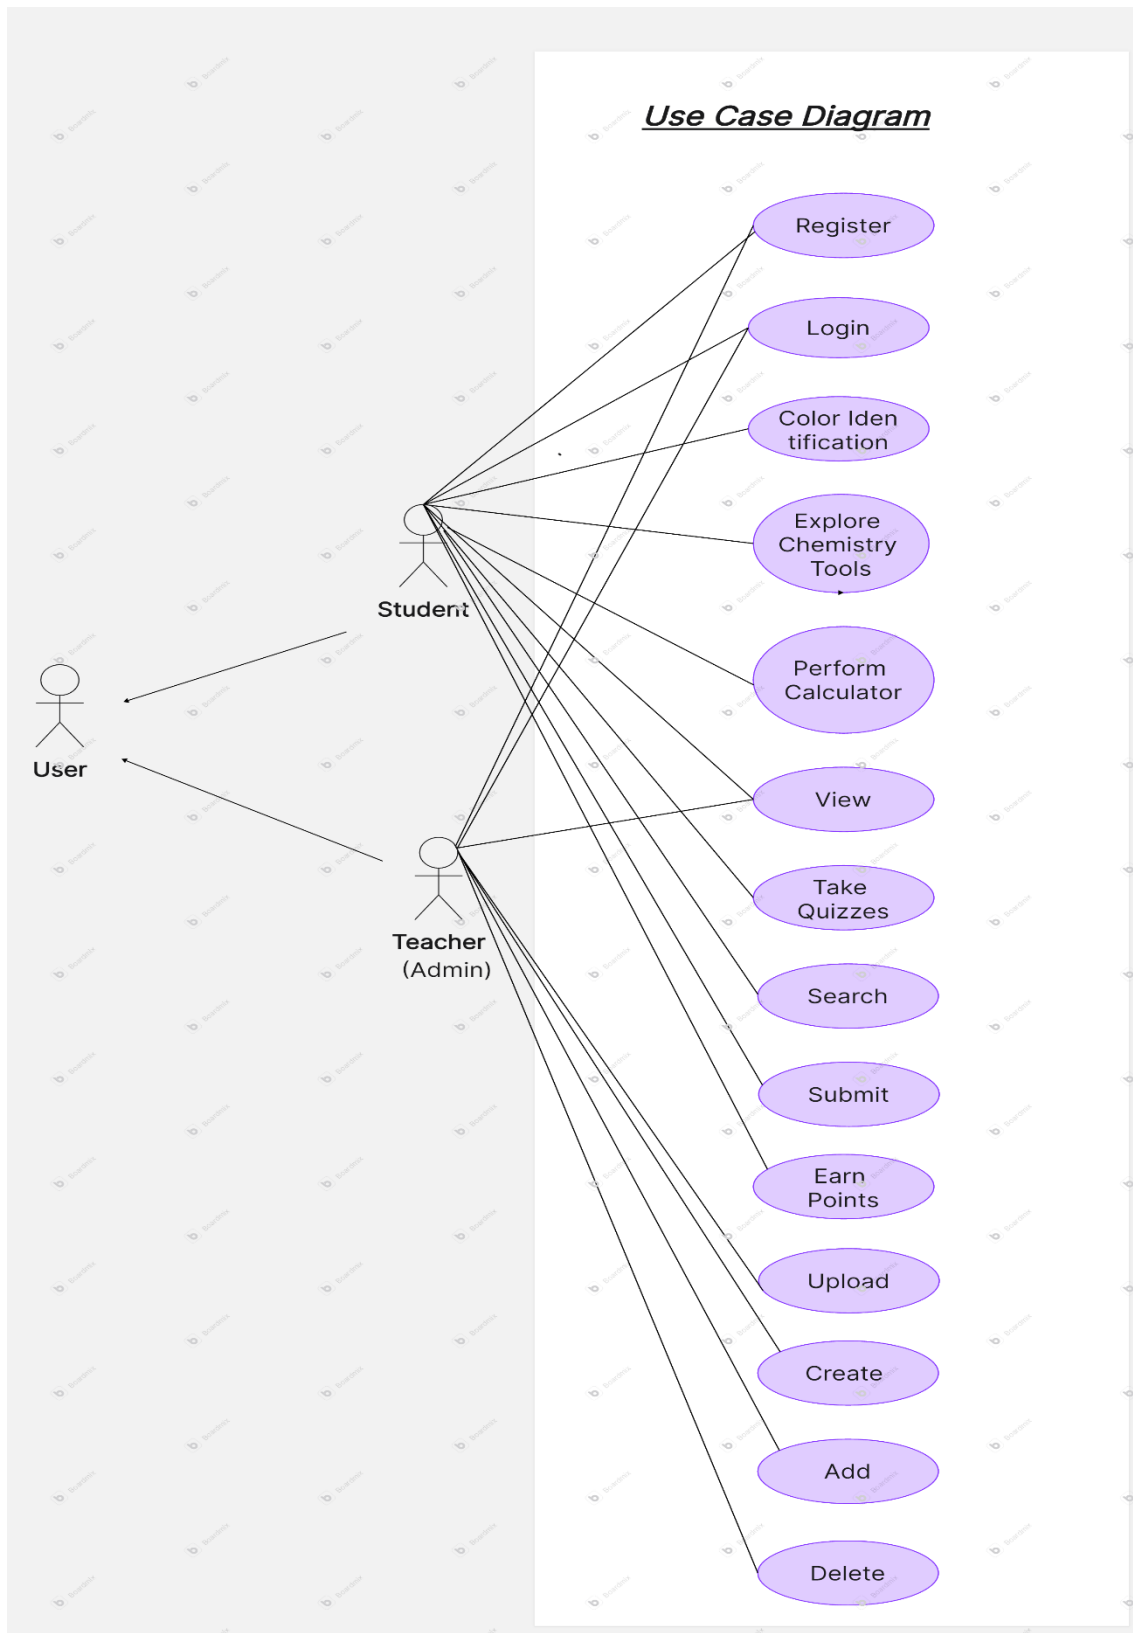 Use Case Diagram
Register
Login
Color Iden
tification
Explore
Chemistry
Tools
Student
Perform
Calculator
User
View
Take
Quizzes
Teacher
(Admin)
Search
Submit
Earn
Points
Upload
Create
Add
Delete
Boardmix